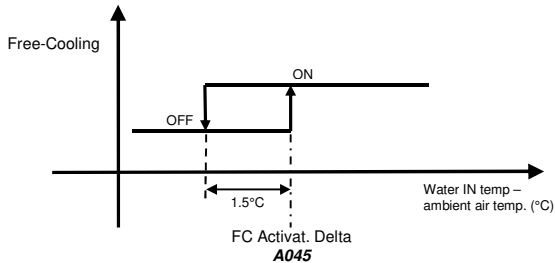 Free-Cooling
ON
OFF
1.5°C
Water IN temp –
ambient air temp. (°C)
FC Activat. Delta
A045